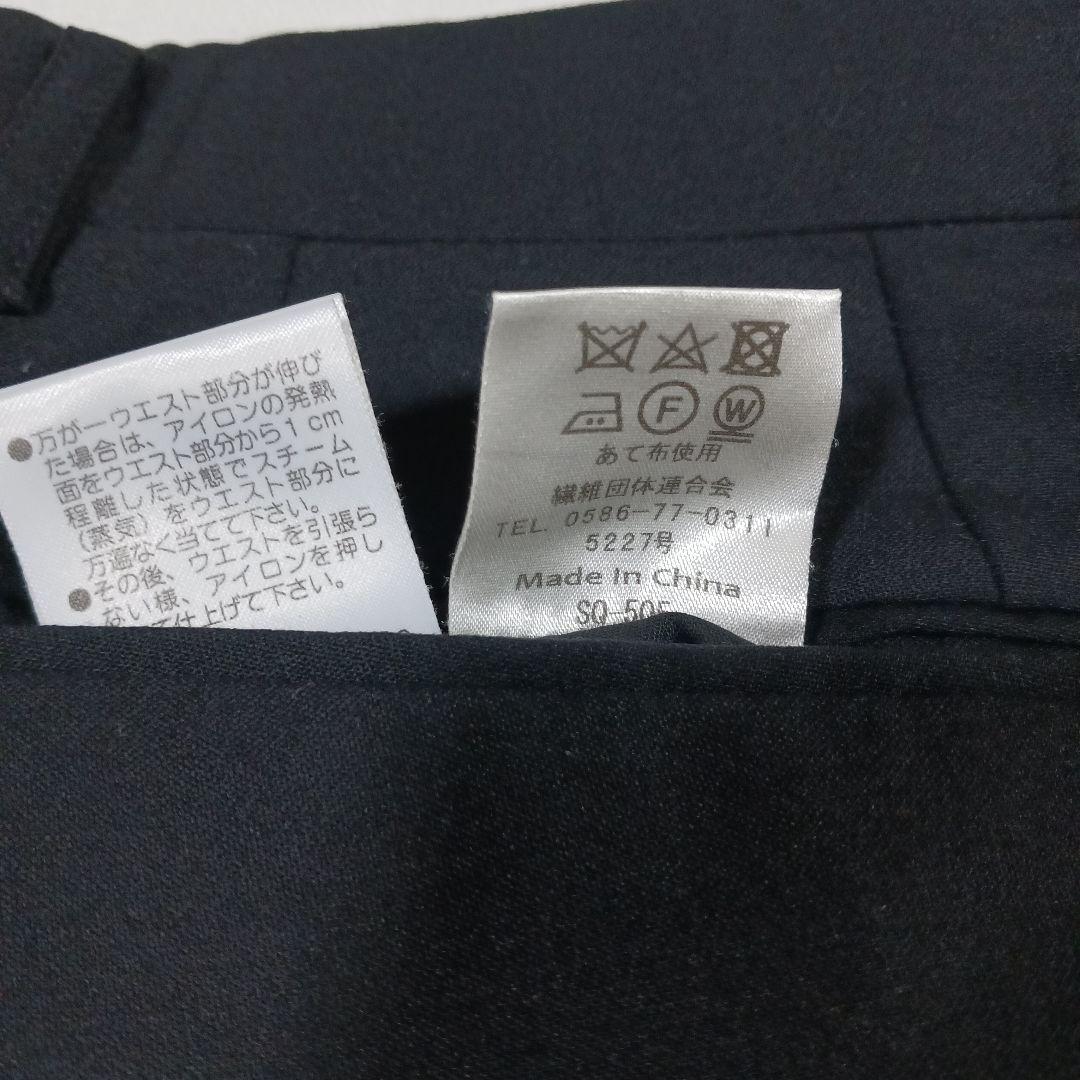 ●万が一ウエスト部分が伸び
た場合は、アイロンの発熱
面をウエスト部分から1cm
程離した状態でスチーム
(蒸気)をウエスト部分に
万遍なく当てて下さい。
●その後、ウエストを引張ら
ない様、アイロンを押し
て仕上げて下さい。
F W
あて布使用
繊維団体連合会
TEL. 0586-77-0311
5227号
Made In China
SQ-505